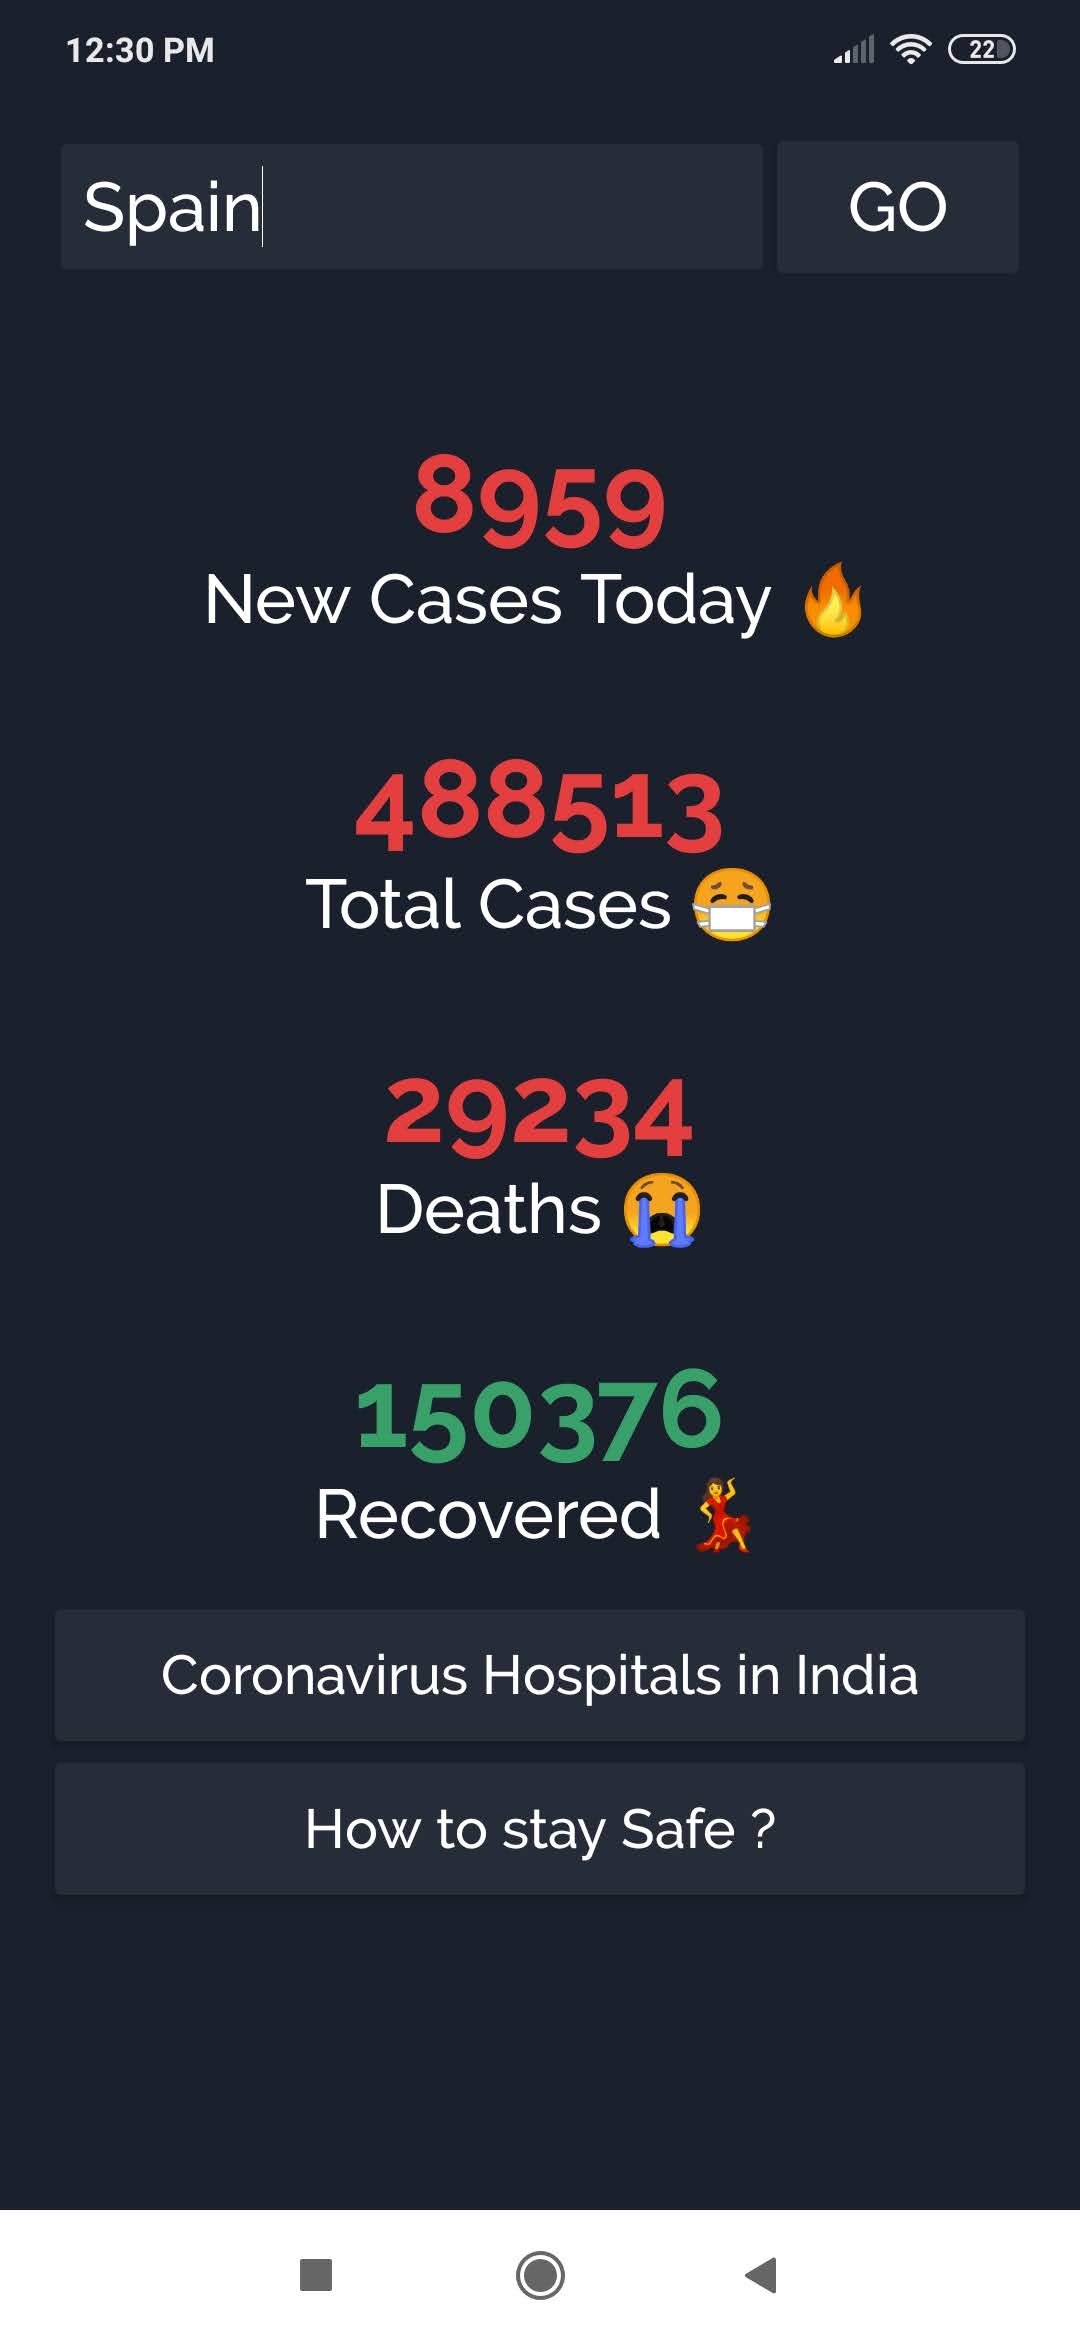 12:30 PM 22
Spain GO
8959
New Cases Today 🔥
488513
Total Cases 😷
29234
Deaths 😭
150376
Recovered 💃
Coronavirus Hospitals in India
How to stay Safe ?